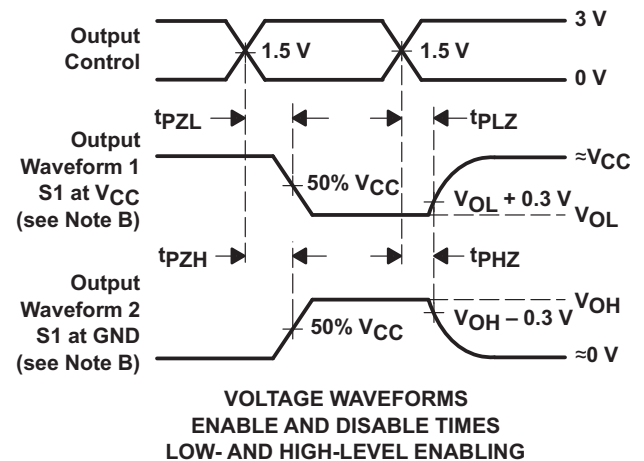 Output
Control
3 V
1.5 V
1.5 V
0 V
tPZL
tPLZ
Output
Waveform 1
S1 at VCC
(see Note B)
≈VCC
50% VCC
VOL + 0.3 V
VOL
tPZH
tPHZ
Output
Waveform 2
S1 at GND
(see Note B)
VOH
VOH – 0.3 V
50% VCC
≈0 V
VOLTAGE WAVEFORMS
ENABLE AND DISABLE TIMES
LOW- AND HIGH-LEVEL ENABLING